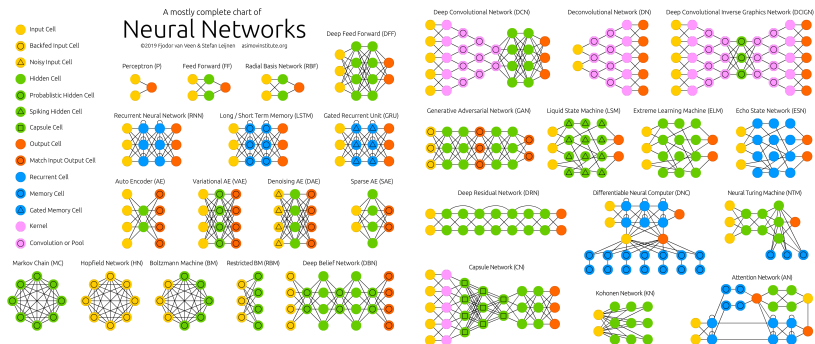 A mostly complete chart of
Neural Networks
©2019 Fjodor van Veen & Stefan Leijnen   asimovinstitute.org
Input Cell
Backfed Input Cell
Noisy Input Cell
Hidden Cell
Probablistic Hidden Cell
Spiking Hidden Cell
Capsule Cell
Output Cell
Match Input Output Cell
Recurrent Cell
Memory Cell
Gated Memory Cell
Kernel
Convolution or Pool
Deep Feed Forward (DFF)
Perceptron (P)
Feed Forward (FF)
Radial Basis Network (RBF)
Recurrent Neural Network (RNN)
Long / Short Term Memory (LSTM)
Gated Recurrent Unit (GRU)
Auto Encoder (AE)
Variational AE (VAE)
Denoising AE (DAE)
Sparse AE (SAE)
Markov Chain (MC)
Hopfield Network (HN)
Boltzmann Machine (BM)
Restricted BM (RBM)
Deep Belief Network (DBN)
Deep Convolutional Network (DCN)
Deconvolutional Network (DN)
Deep Convolutional Inverse Graphics Network (DCIGN)
Generative Adversarial Network (GAN)
Liquid State Machine (LSM)
Extreme Learning Machine (ELM)
Echo State Network (ESN)
Deep Residual Network (DRN)
Differentiable Neural Computer (DNC)
Neural Turing Machine (NTM)
Capsule Network (CN)
Kohonen Network (KN)
Attention Network (AN)